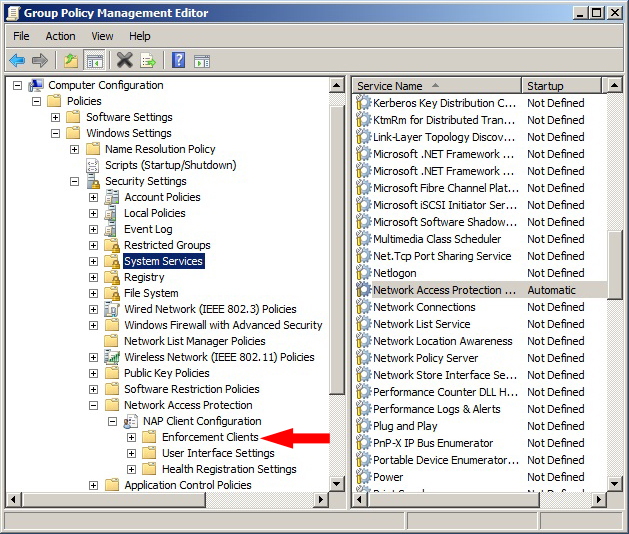 Group Policy Management Editor
File Action View Help
Computer Configuration
Policies
Software Settings
Windows Settings
Name Resolution Policy
Scripts (Startup/Shutdown)
Security Settings
Account Policies
Local Policies
Event Log
Restricted Groups
System Services
Registry
File System
Wired Network (IEEE 802.3) Policies
Windows Firewall with Advanced Security
Network List Manager Policies
Wireless Network (IEEE 802.11) Policies
Public Key Policies
Software Restriction Policies
Network Access Protection
NAP Client Configuration
Enforcement Clients
User Interface Settings
Health Registration Settings
Application Control Policies
Service Name Startup
Kerberos Key Distribution C... Not Defined
KtmRm for Distributed Tran... Not Defined
Link-Layer Topology Discov... Not Defined
Microsoft .NET Framework ... Not Defined
Microsoft .NET Framework ... Not Defined
Microsoft Fibre Channel Plat... Not Defined
Microsoft iSCSI Initiator Ser... Not Defined
Microsoft Software Shadow... Not Defined
Multimedia Class Scheduler Not Defined
Net.Tcp Port Sharing Service Not Defined
Netlogon Not Defined
Network Access Protection ... Automatic
Network Connections Not Defined
Network List Service Not Defined
Network Location Awareness Not Defined
Network Policy Server Not Defined
Network Store Interface Se... Not Defined
Performance Counter DLL H... Not Defined
Performance Logs & Alerts Not Defined
Plug and Play Not Defined
PnP-X IP Bus Enumerator Not Defined
Portable Device Enumerator... Not Defined
Power Not Defined